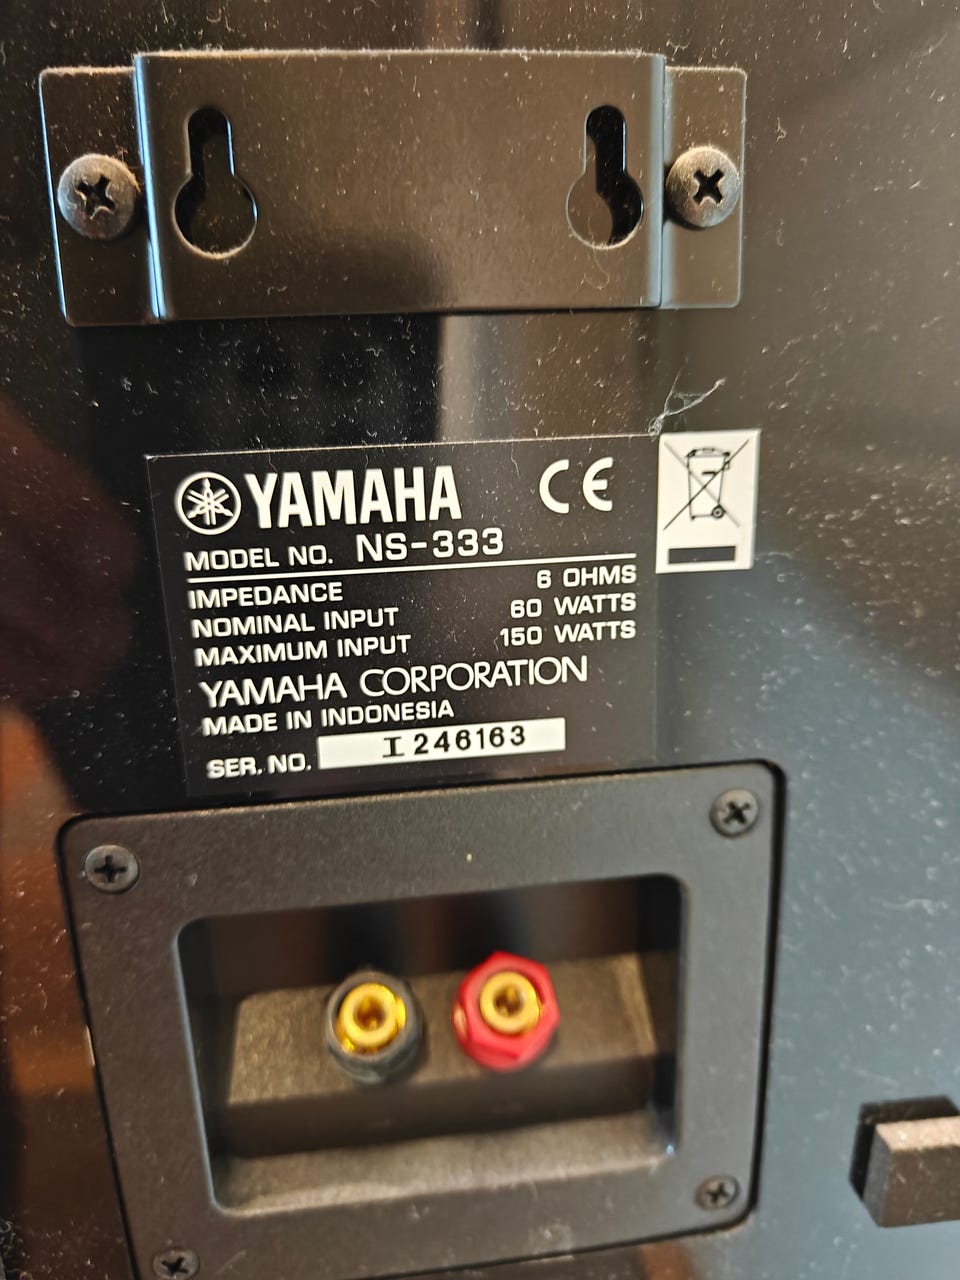 YAMAHA CE
MODEL NO. NS-333
IMPEDANCE 6 OHMS
NOMINAL INPUT 60 WATTS
MAXIMUM INPUT 150 WATTS
YAMAHA CORPORATION
MADE IN INDONESIA
SER. NO. I246163